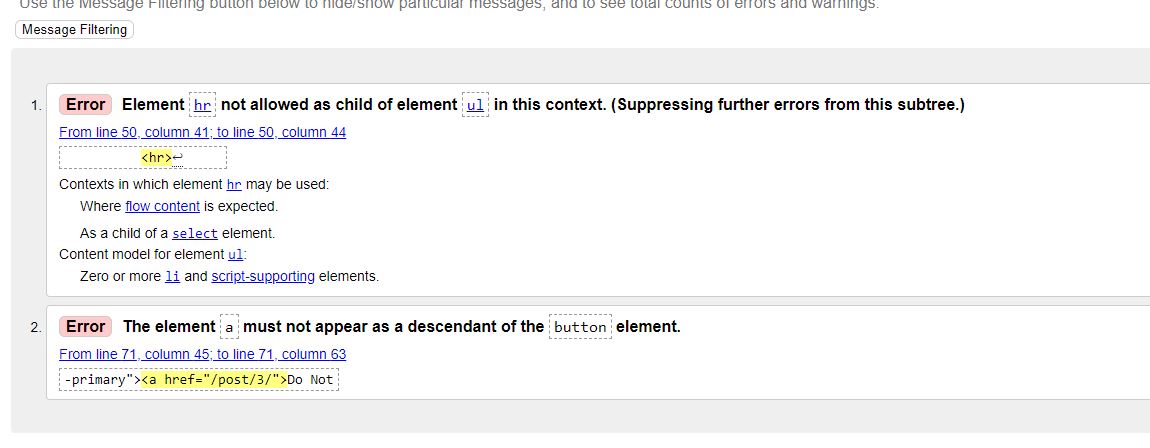 Use the Message Filtering button below to hide/show particular messages, and to see total counts of errors and warnings.
Message Filtering
1. Error Element hr not allowed as child of element ul in this context. (Suppressing further errors from this subtree.)
From line 50, column 41; to line 50, column 44
<hr>↩
Contexts in which element hr may be used:
Where flow content is expected.
As a child of a select element.
Content model for element ul:
Zero or more li and script-supporting elements.
2. Error The element a must not appear as a descendant of the button element.
From line 71, column 45; to line 71, column 63
-primary"><a href="/post/3/">Do Not